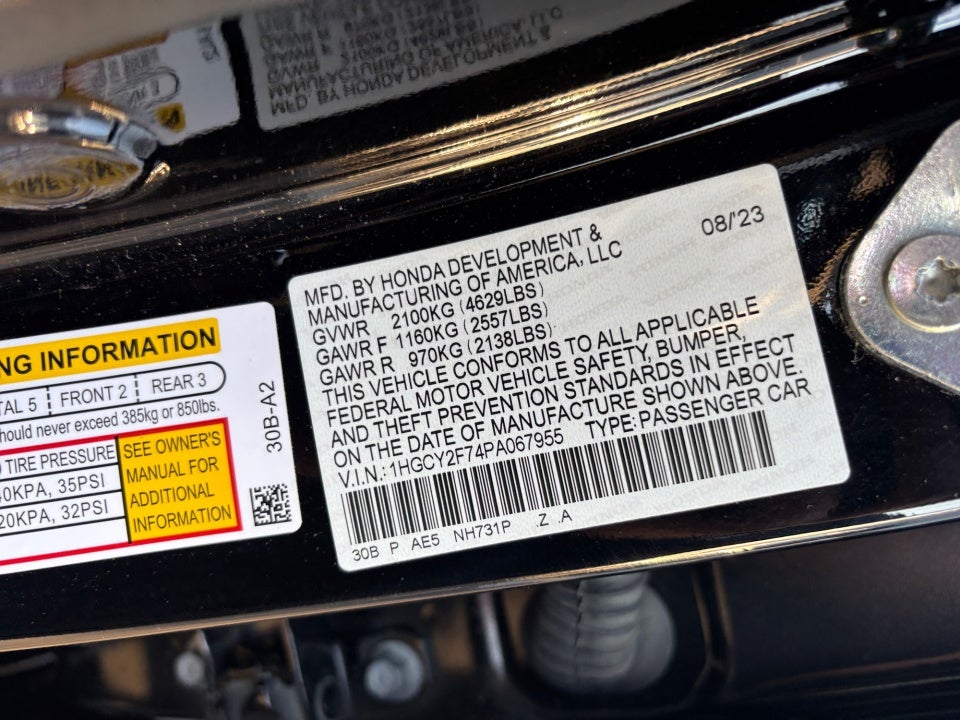 08/'23
MFD. BY HONDA DEVELOPMENT &
MANUFACTURING OF AMERICA, LLC
GVWR 2100KG (4629LBS)
GAWR F 1160KG (2557LBS)
GAWR R 970KG (2138LBS)
THIS VEHICLE CONFORMS TO ALL APPLICABLE
FEDERAL MOTOR VEHICLE SAFETY, BUMPER,
AND THEFT PREVENTION STANDARDS IN EFFECT
ON THE DATE OF MANUFACTURE SHOWN ABOVE.
V.I.N.: 1HGCY2F74PA067955 TYPE: PASSENGER CAR
30B P AE5 NH731P .Z .A
NG INFORMATION
TAL 5 FRONT 2 REAR 3
hould never exceed 385kg or 850lbs.
TIRE PRESSURE
40KPA, 35PSI
20KPA, 32PSI
SEE OWNER'S
MANUAL FOR
ADDITIONAL
INFORMATION
30B-A2